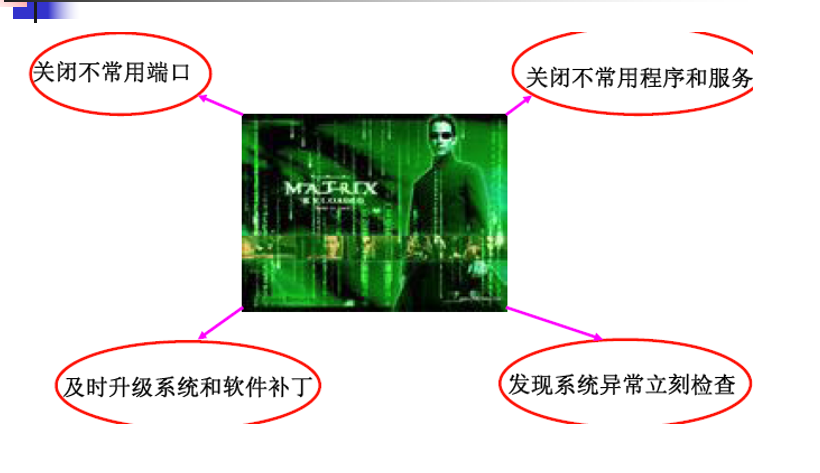 关闭不常用端口
关闭不常用程序和服务
MATRIX
及时升级系统和软件补丁
发现系统异常立刻检查